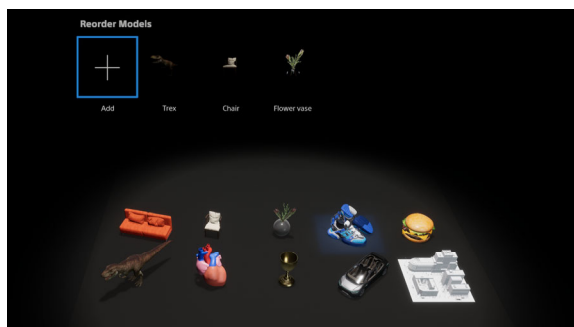 Reorder Models
Add
Trex
Chair
Flower vase